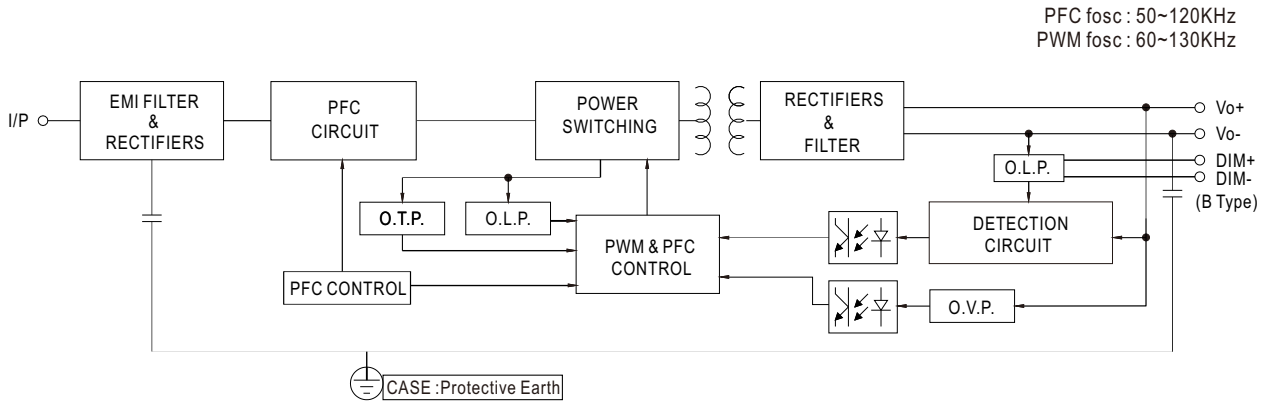 PFC fosc : 50~120KHz
PWM fosc : 60~130KHz
I/P
EMI FILTER
&
RECTIFIERS
PFC
CIRCUIT
POWER
SWITCHING
RECTIFIERS
&
FILTER
Vo+
Vo-
DIM+
DIM-
(B Type)
O.L.P.
O.T.P.
O.L.P.
PWM & PFC
CONTROL
DETECTION
CIRCUIT
PFC CONTROL
O.V.P.
CASE :Protective Earth